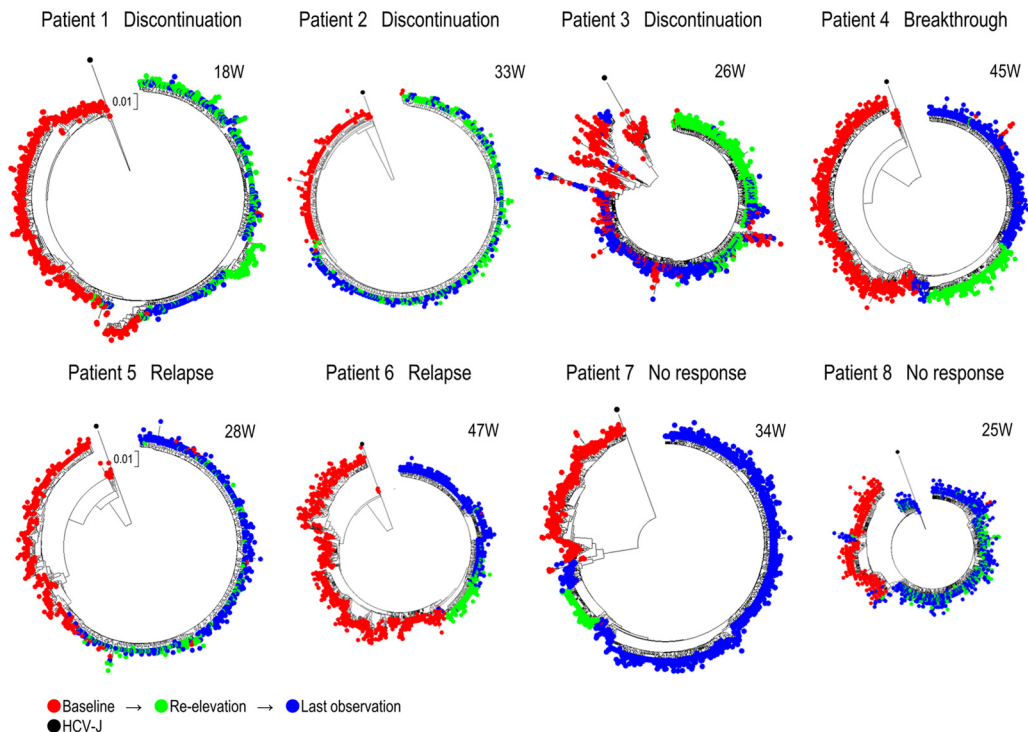 Patient 1 Discontinuation
Patient 2 Discontinuation
Patient 3 Discontinuation
Patient 4 Breakthrough
18W
33W
26W
45W
0.01
Patient 5 Relapse
Patient 6 Relapse
Patient 7 No response
Patient 8 No response
28W
47W
34W
25W
0.01
Baseline → Re-elevation → Last observation
HCV-J